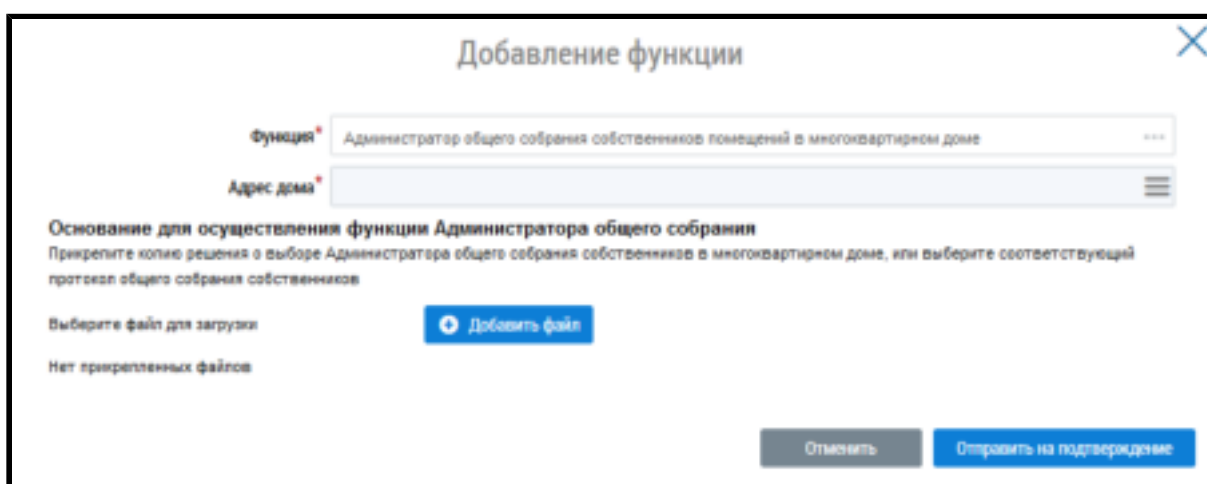 Добавление функции
Функция* Администратор общего собрания собственников помещений в многоквартирном доме ...
Адрес дома*
Основание для осуществления функции Администратора общего собрания
Прикрепите копию решения о выборе Администратора общего собрания собственников в многоквартирном доме, или выберите соответствующий
протокол общего собрания собственников
Выберите файл для загрузки Добавить файл
Нет прикрепленных файлов
Отменить Отправить на подтверждение